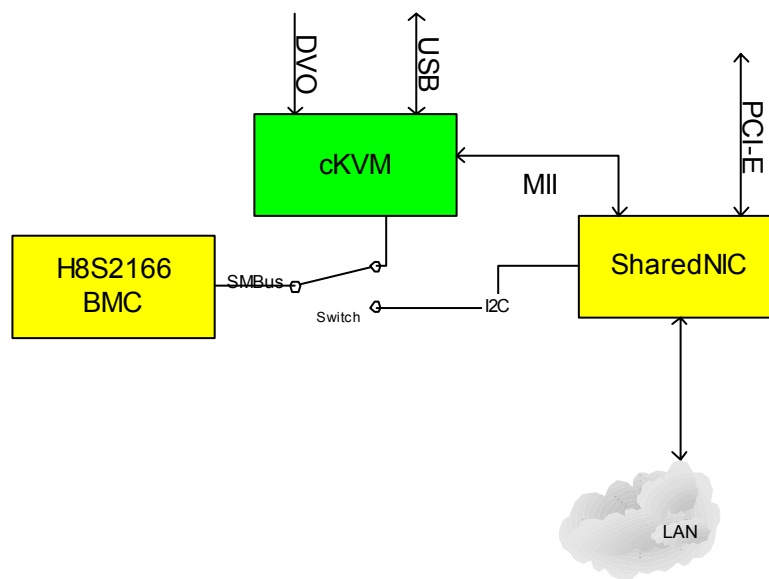 DVO
USB
PCI-E
cKVM
MII
H8S2166
BMC
SMBus
Switch
I2C
SharedNIC
LAN